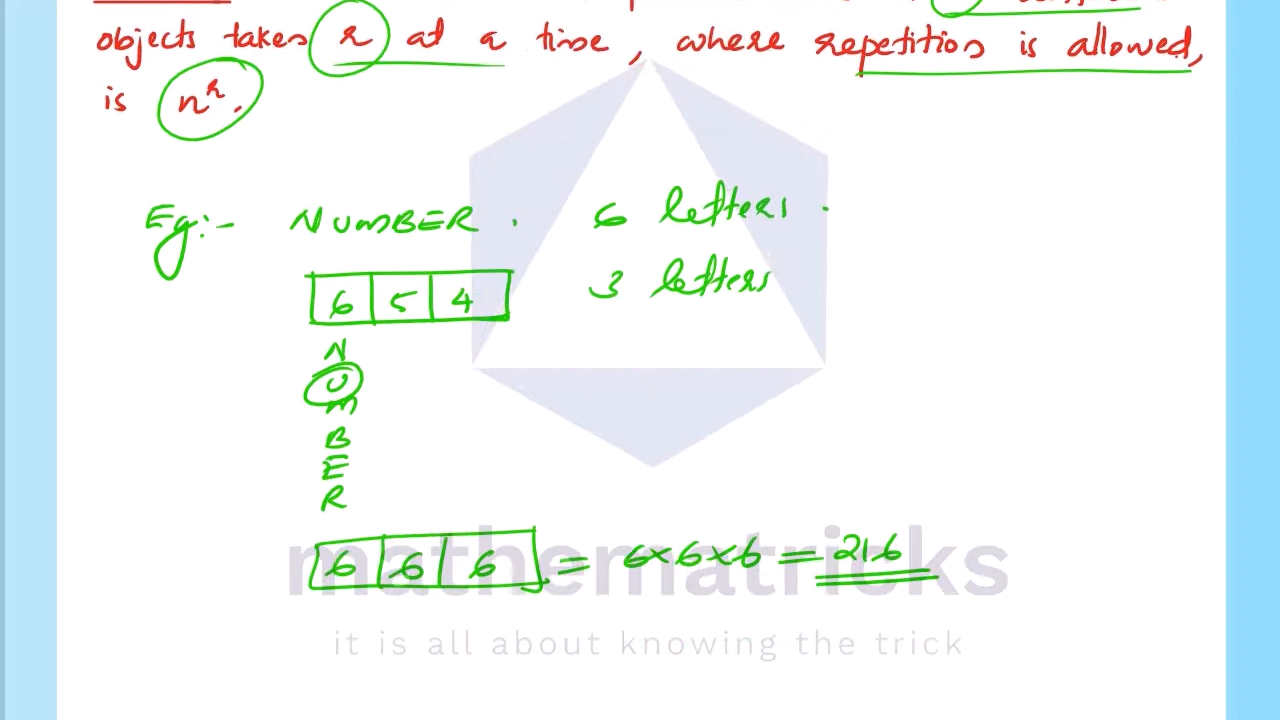 objects takes r at a time, where repetition is allowed,
is nʳ.
Eg:- NUMBER. 6 letters.
6 5 4 3 letters
N
U
M
B
E
R
6 6 6 = 6×6×6 = 216
mathematricks
it is all about knowing the trick